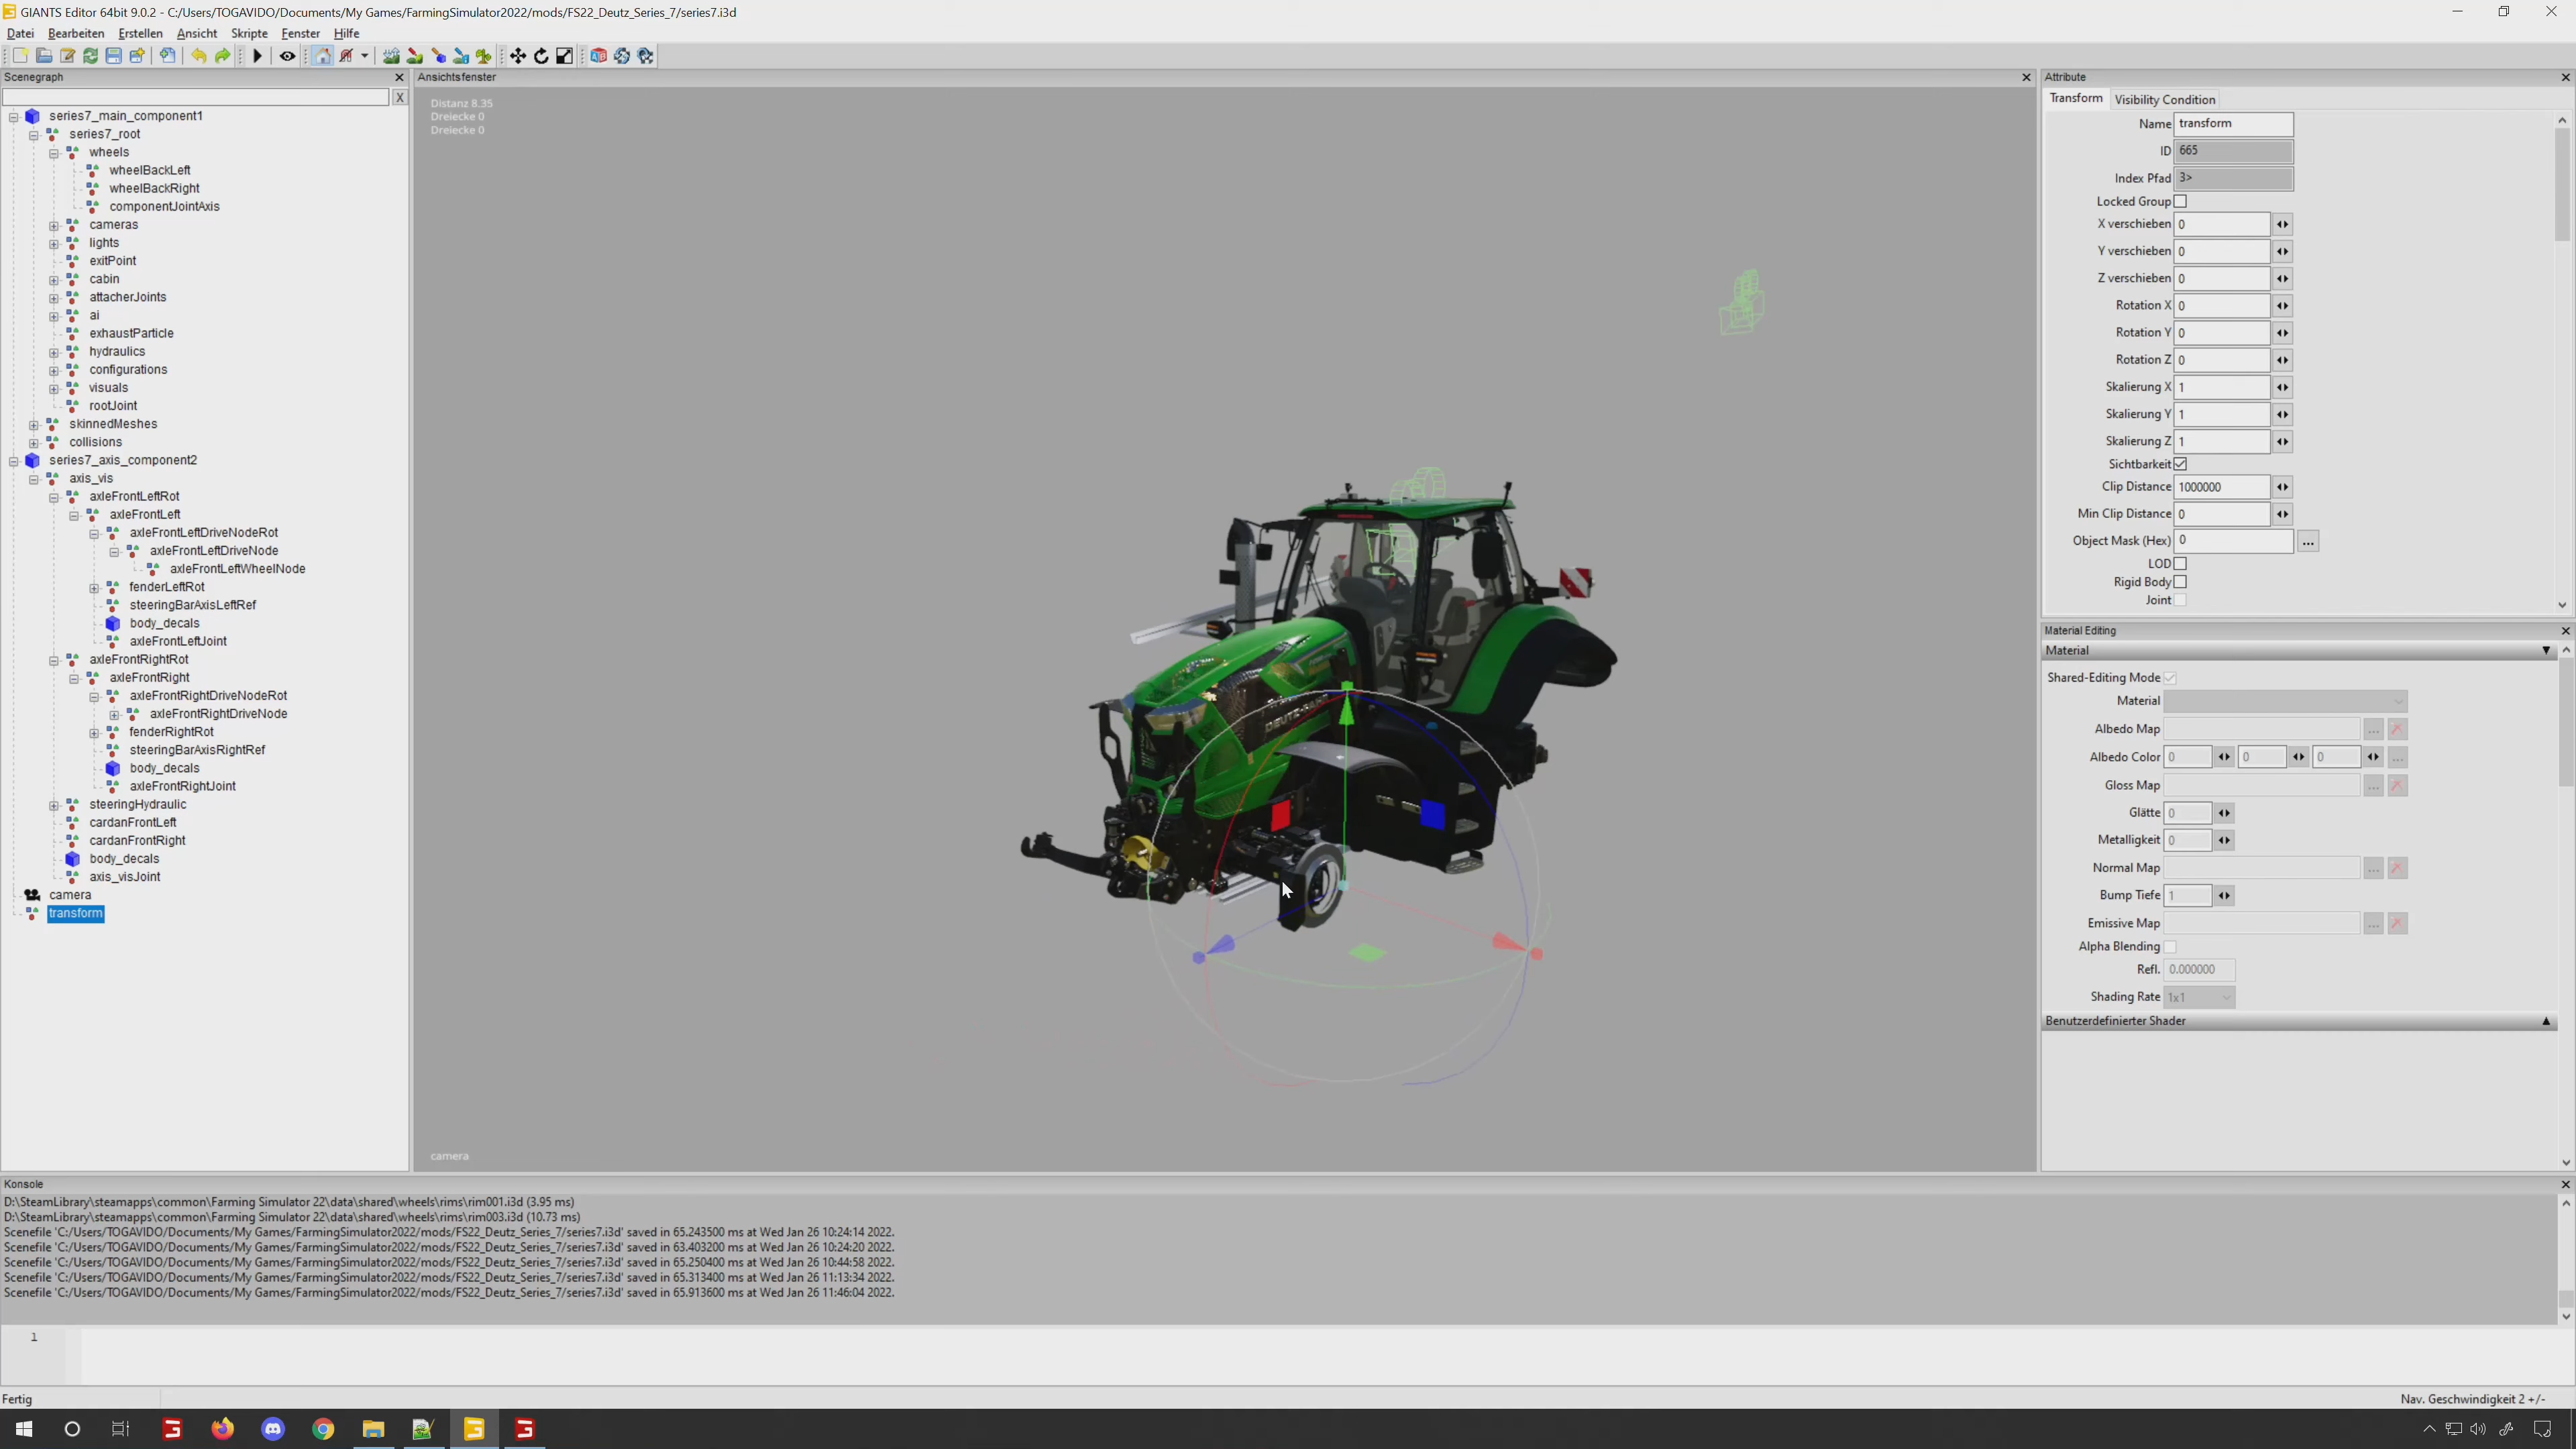 GIANTS Editor 64bit 9.0.2 - C:/Users/TOGAVIDO/Documents/My Games/FarmingSimulator2022/mods/FS22_Deutz_Series_7/series7.i3d
Datei Bearbeiten Erstellen Ansicht Skripte Fenster Hilfe
Scenegraph
X
series7_main_component1
series7_root
wheels
wheelBackLeft
wheelBackRight
componentJointAxis
cameras
lights
exitPoint
cabin
attacherJoints
ai
exhaustParticle
hydraulics
configurations
visuals
rootJoint
skinnedMeshes
collisions
series7_axis_component2
axis_vis
axleFrontLeftRot
axleFrontLeft
axleFrontLeftDriveNodeRot
axleFrontLeftDriveNode
axleFrontLeftWheelNode
fenderLeftRot
steeringBarAxisLeftRef
body_decals
axleFrontLeftJoint
axleFrontRightRot
axleFrontRight
axleFrontRightDriveNodeRot
axleFrontRightDriveNode
fenderRightRot
steeringBarAxisRightRef
body_decals
axleFrontRightJoint
steeringHydraulic
cardanFrontLeft
cardanFrontRight
body_decals
axis_visJoint
camera
transform
Ansichtsfenster
Distanz 8.35
Dreiecke 0
Dreiecke 0
DEUTZ-FAHR
camera
Attribute
Transform Visibility Condition
Name transform
ID 665
Index Pfad 3>
Locked Group
X verschieben 0
Y verschieben 0
Z verschieben 0
Rotation X 0
Rotation Y 0
Rotation Z 0
Skalierung X 1
Skalierung Y 1
Skalierung Z 1
Sichtbarkeit
Clip Distance 1000000
Min Clip Distance 0
Object Mask (Hex) 0 ...
LOD
Rigid Body
Joint
Material Editing
Material
Shared-Editing Mode
Material
Albedo Map ...
Albedo Color 0 0 0 ...
Gloss Map ...
Glätte 0
Metalligkeit 0
Normal Map ...
Bump Tiefe 1
Emissive Map ...
Alpha Blending
Refl. 0.000000
Shading Rate 1x1
Benutzerdefinierter Shader
Konsole
D:\SteamLibrary\steamapps\common\Farming Simulator 22\data\shared\wheels\rims\rim001.i3d (3.95 ms)
D:\SteamLibrary\steamapps\common\Farming Simulator 22\data\shared\wheels\rims\rim003.i3d (10.73 ms)
Scenefile 'C:/Users/TOGAVIDO/Documents/My Games/FarmingSimulator2022/mods/FS22_Deutz_Series_7/series7.i3d' saved in 65.243500 ms at Wed Jan 26 10:24:14 2022.
Scenefile 'C:/Users/TOGAVIDO/Documents/My Games/FarmingSimulator2022/mods/FS22_Deutz_Series_7/series7.i3d' saved in 63.403200 ms at Wed Jan 26 10:24:20 2022.
Scenefile 'C:/Users/TOGAVIDO/Documents/My Games/FarmingSimulator2022/mods/FS22_Deutz_Series_7/series7.i3d' saved in 65.250400 ms at Wed Jan 26 10:44:58 2022.
Scenefile 'C:/Users/TOGAVIDO/Documents/My Games/FarmingSimulator2022/mods/FS22_Deutz_Series_7/series7.i3d' saved in 65.313400 ms at Wed Jan 26 11:13:34 2022.
Scenefile 'C:/Users/TOGAVIDO/Documents/My Games/FarmingSimulator2022/mods/FS22_Deutz_Series_7/series7.i3d' saved in 65.913600 ms at Wed Jan 26 11:46:04 2022.
1
Fertig
Nav. Geschwindigkeit 2 +/-